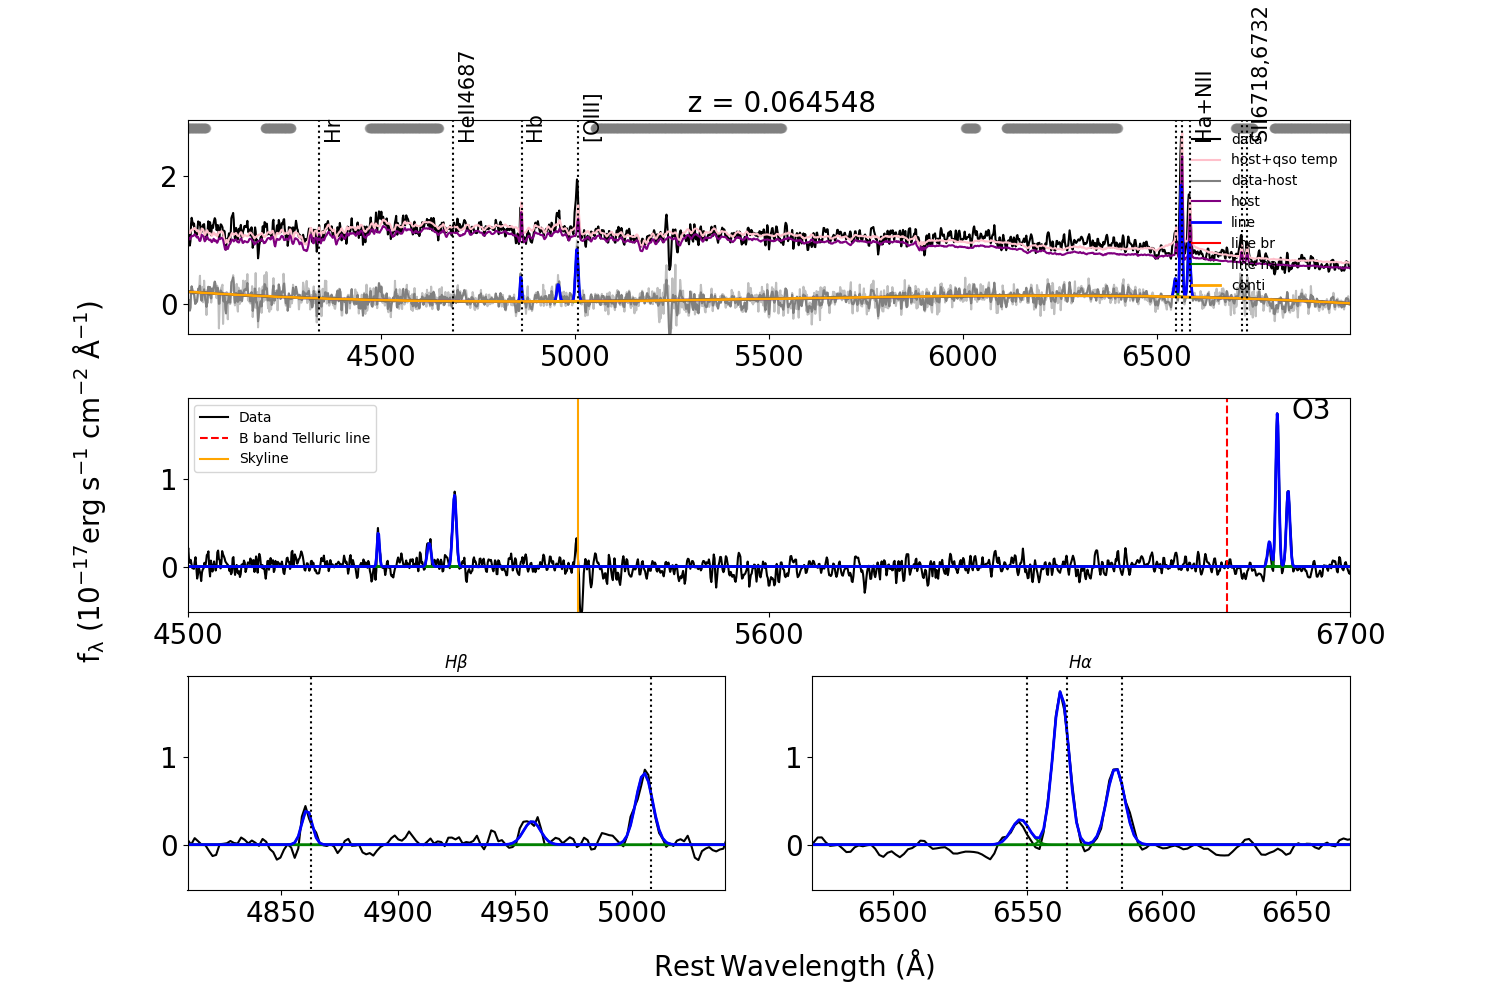 z = 0.064548
Hr
HeII4687
Hb
[OIII]
Ha+NII
SII6718,6732
data
host+qso temp
data-host
host
line
line br
conti
2
0
4500
5000
5500
6000
6500
Data
B band Telluric line
Skyline
O3
1
0
4500
5600
6700
fλ (10−17erg s−1 cm−2 Å−1)
Hβ
Hα
1
0
4850
4900
4950
5000
1
0
6500
6550
6600
6650
Rest Wavelength (Å)